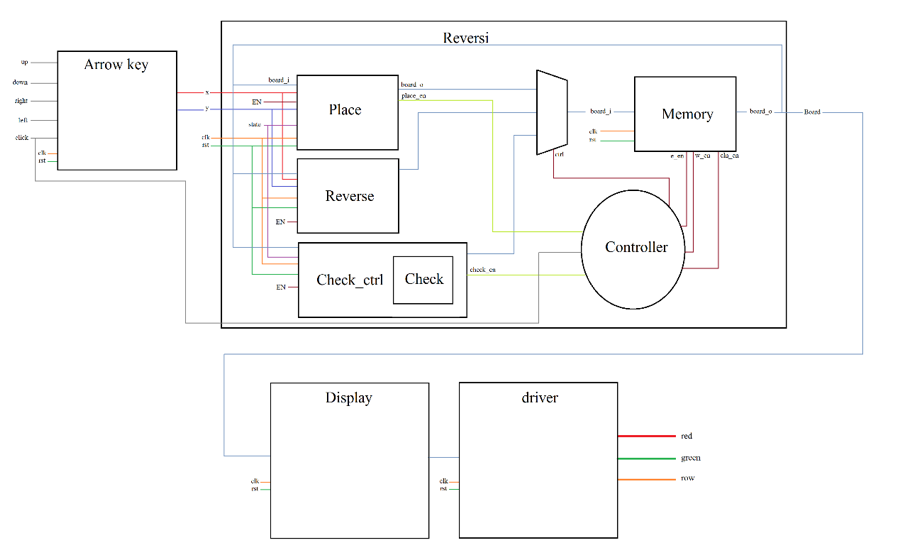 Reversi
Arrow key
up
down
right
left
click
clk
rst
x
y
clk
rst
board_i
EN
state
Place
board_o
place_en
Reverse
EN
Check_ctrl
Check
EN
check_en
ctrl
board_i
clk
rst
Memory
board_o
Board
w_en
Controller
Display
clk
rst
driver
clk
rst
red
green
row